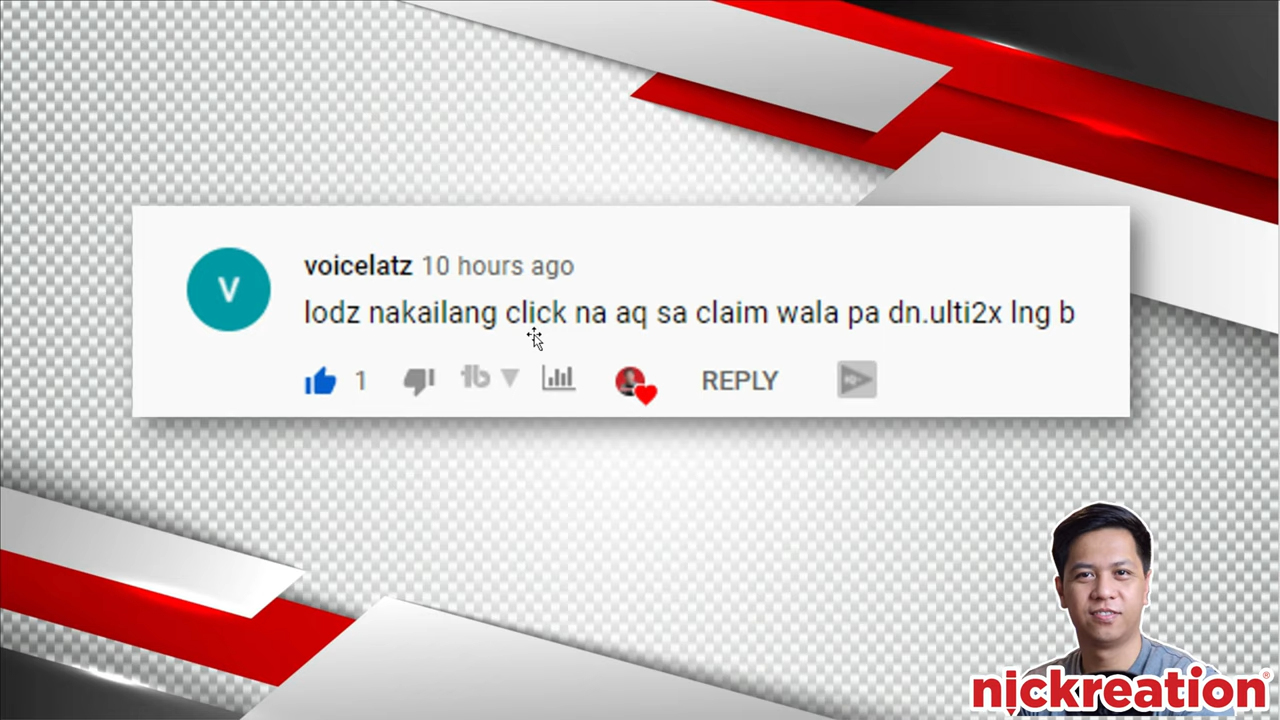 V
voicelatz 10 hours ago
lodz nakailang click na aq sa claim wala pa dn.ulti2x lng b
1 REPLY
nickreation®